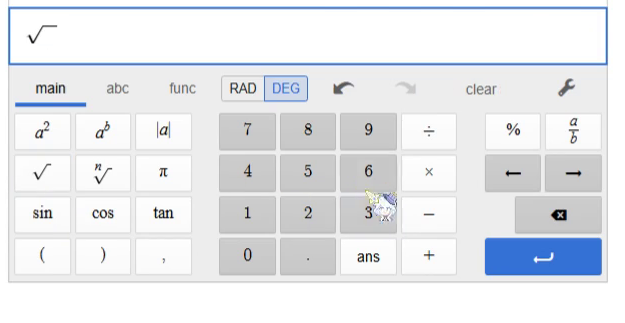 √
main abc func RAD DEG clear
a² aᵇ |a| 7 8 9 ÷ % a/b
√ ⁿ√ π 4 5 6 × ← →
sin cos tan 1 2 3 −
( ) , 0 . ans +